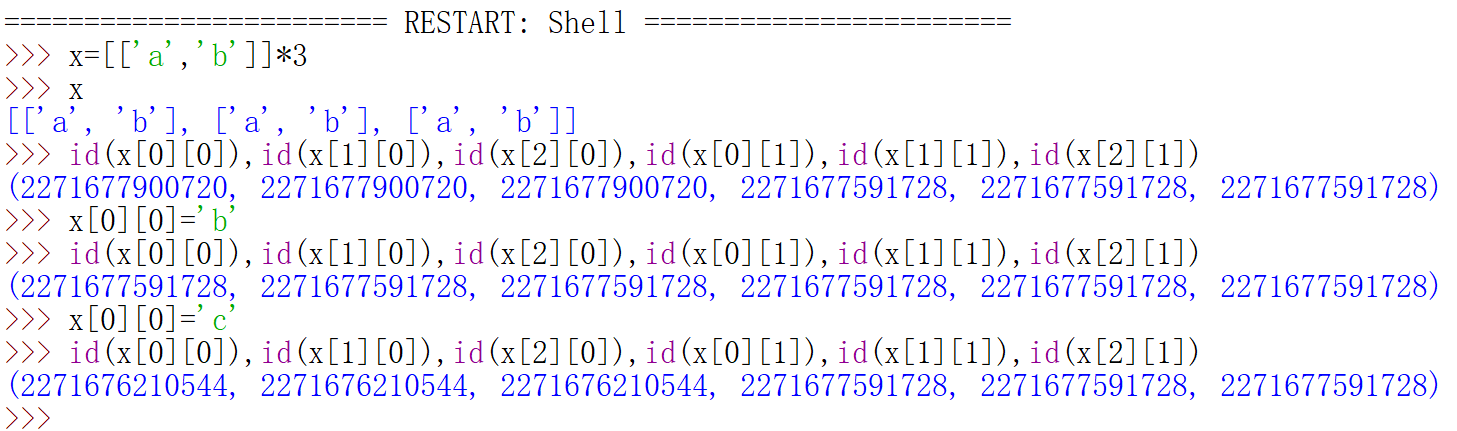 ======================== RESTART: Shell =======================
>>> x=[['a','b']]*3
>>> x
[['a', 'b'], ['a', 'b'], ['a', 'b']]
>>> id(x[0][0]),id(x[1][0]),id(x[2][0]),id(x[0][1]),id(x[1][1]),id(x[2][1])
(2271677900720, 2271677900720, 2271677900720, 2271677591728, 2271677591728, 2271677591728)
>>> x[0][0]='b'
>>> id(x[0][0]),id(x[1][0]),id(x[2][0]),id(x[0][1]),id(x[1][1]),id(x[2][1])
(2271677591728, 2271677591728, 2271677591728, 2271677591728, 2271677591728, 2271677591728)
>>> x[0][0]='c'
>>> id(x[0][0]),id(x[1][0]),id(x[2][0]),id(x[0][1]),id(x[1][1]),id(x[2][1])
(2271676210544, 2271676210544, 2271676210544, 2271677591728, 2271677591728, 2271677591728)
>>>